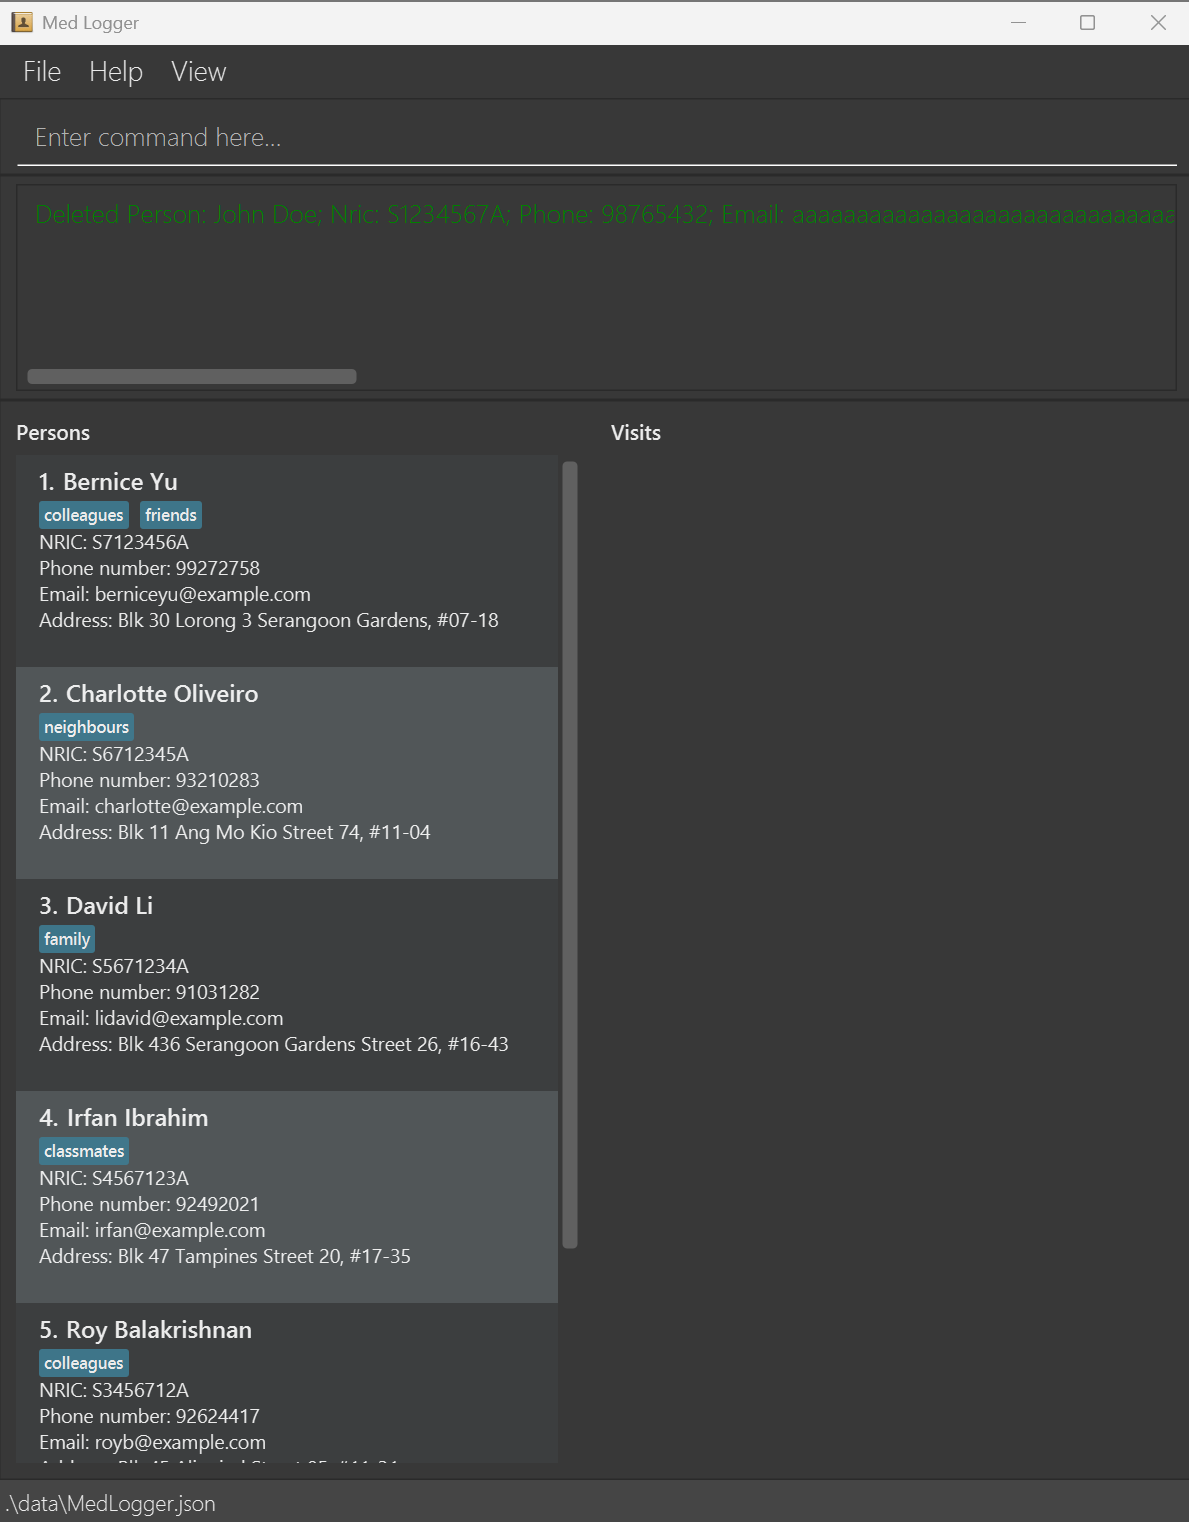 Med Logger
File Help View
Enter command here...
Deleted Person: John Doe; Nric: S1234567A; Phone: 98765432; Email:
Persons
1. Bernice Yu
colleagues friends
NRIC: S7123456A
Phone number: 99272758
Email: berniceyu@example.com
Address: Blk 30 Lorong 3 Serangoon Gardens, #07-18
2. Charlotte Oliveiro
neighbours
NRIC: S6712345A
Phone number: 93210283
Email: charlotte@example.com
Address: Blk 11 Ang Mo Kio Street 74, #11-04
3. David Li
family
NRIC: S5671234A
Phone number: 91031282
Email: lidavid@example.com
Address: Blk 436 Serangoon Gardens Street 26, #16-43
4. Irfan Ibrahim
classmates
NRIC: S4567123A
Phone number: 92492021
Email: irfan@example.com
Address: Blk 47 Tampines Street 20, #17-35
5. Roy Balakrishnan
colleagues
NRIC: S3456712A
Phone number: 92624417
Email: royb@example.com
Visits
.\data\MedLogger.json